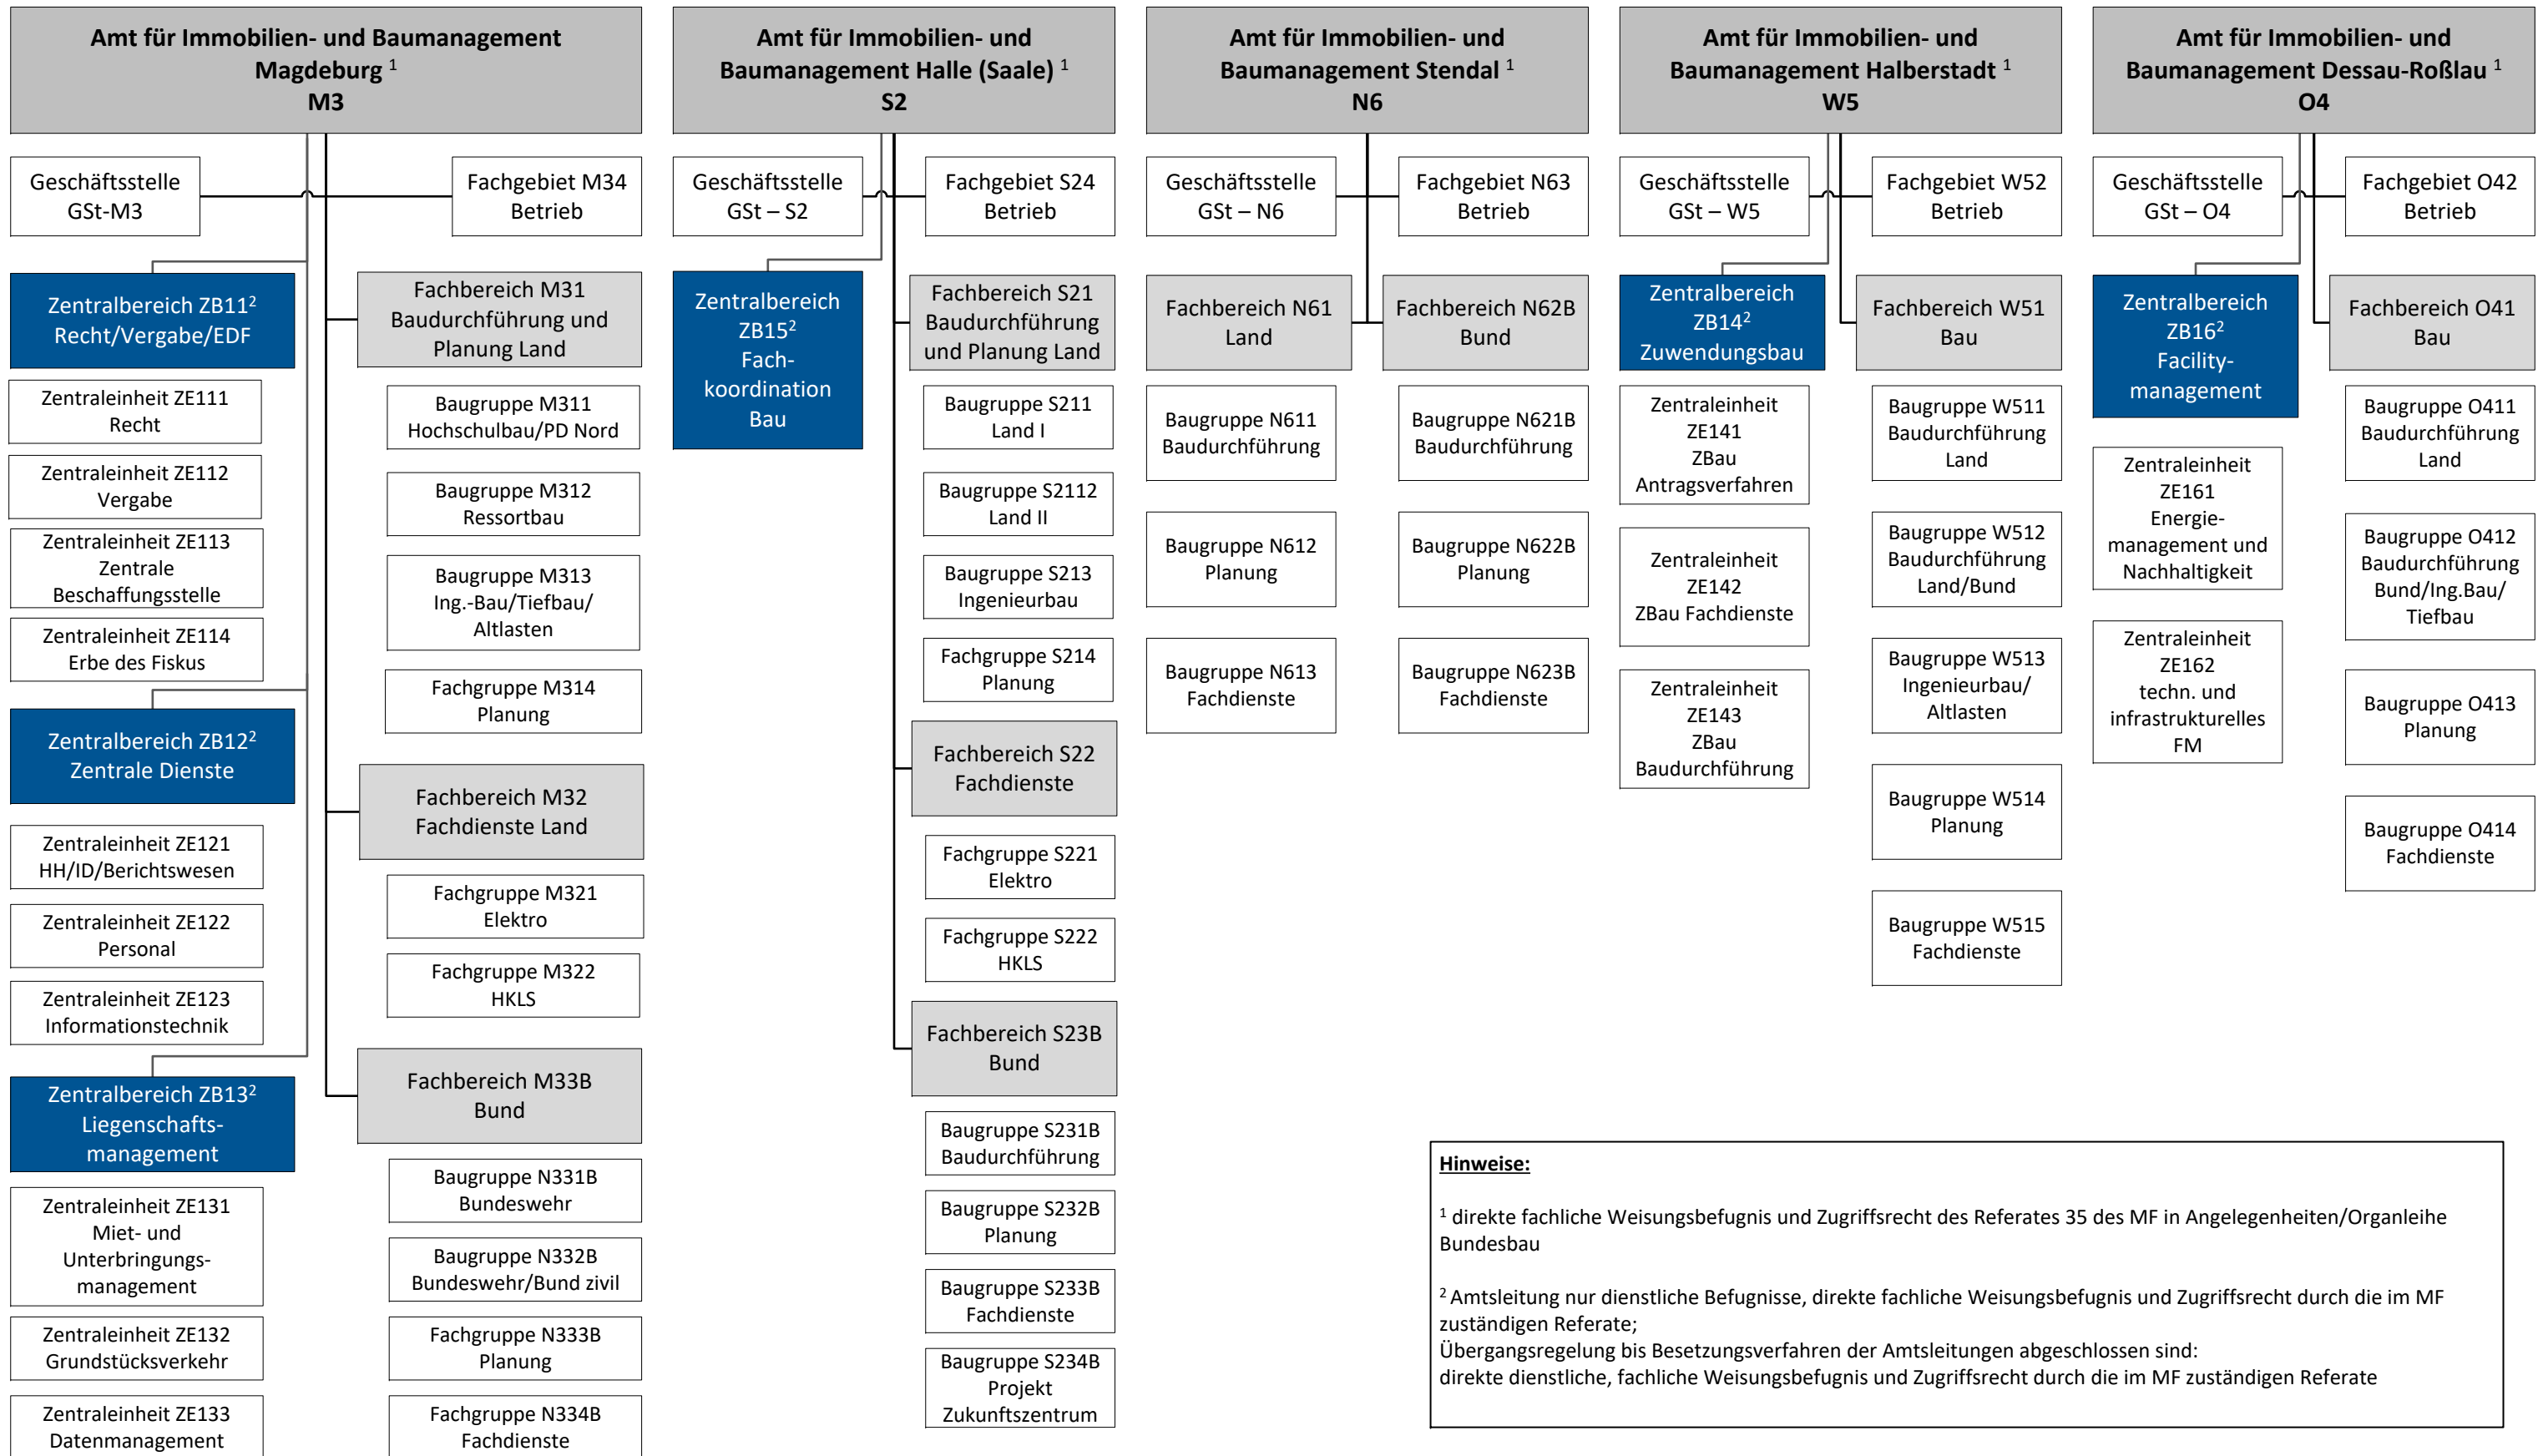 Amt für Immobilien- und Baumanagement
Magdeburg ¹
M3
Geschäftsstelle
GSt-M3
Fachgebiet M34
Betrieb
Zentralbereich ZB11²
Recht/Vergabe/EDF
Zentraleinheit ZE111
Recht
Zentraleinheit ZE112
Vergabe
Zentraleinheit ZE113
Zentrale
Beschaffungsstelle
Zentraleinheit ZE114
Erbe des Fiskus
Zentralbereich ZB12²
Zentrale Dienste
Zentraleinheit ZE121
HH/ID/Berichtswesen
Zentraleinheit ZE122
Personal
Zentraleinheit ZE123
Informationstechnik
Zentralbereich ZB13²
Liegenschafts-
management
Zentraleinheit ZE131
Miet- und
Unterbringungs-
management
Zentraleinheit ZE132
Grundstücksverkehr
Zentraleinheit ZE133
Datenmanagement
Fachbereich M31
Baudurchführung und
Planung Land
Baugruppe M311
Hochschulbau/PD Nord
Baugruppe M312
Ressortbau
Baugruppe M313
Ing.-Bau/Tiefbau/
Altlasten
Fachgruppe M314
Planung
Fachbereich M32
Fachdienste Land
Fachgruppe M321
Elektro
Fachgruppe M322
HKLS
Fachbereich M33B
Bund
Baugruppe N331B
Bundeswehr
Baugruppe N332B
Bundeswehr/Bund zivil
Fachgruppe N333B
Planung
Fachgruppe N334B
Fachdienste
Amt für Immobilien- und
Baumanagement Halle (Saale) ¹
S2
Geschäftsstelle
GSt – S2
Fachgebiet S24
Betrieb
Zentralbereich
ZB15²
Fach-
koordination
Bau
Fachbereich S21
Baudurchführung
und Planung Land
Baugruppe S211
Land I
Baugruppe S2112
Land II
Baugruppe S213
Ingenieurbau
Fachgruppe S214
Planung
Fachbereich S22
Fachdienste
Fachgruppe S221
Elektro
Fachgruppe S222
HKLS
Fachbereich S23B
Bund
Baugruppe S231B
Baudurchführung
Baugruppe S232B
Planung
Baugruppe S233B
Fachdienste
Baugruppe S234B
Projekt
Zukunftszentrum
Amt für Immobilien- und
Baumanagement Stendal ¹
N6
Geschäftsstelle
GSt – N6
Fachgebiet N63
Betrieb
Fachbereich N61
Land
Baugruppe N611
Baudurchführung
Baugruppe N612
Planung
Baugruppe N613
Fachdienste
Fachbereich N62B
Bund
Baugruppe N621B
Baudurchführung
Baugruppe N622B
Planung
Baugruppe N623B
Fachdienste
Amt für Immobilien- und
Baumanagement Halberstadt ¹
W5
Geschäftsstelle
GSt – W5
Fachgebiet W52
Betrieb
Zentralbereich
ZB14²
Zuwendungsbau
Zentraleinheit
ZE141
ZBau
Antragsverfahren
Zentraleinheit
ZE142
ZBau Fachdienste
Zentraleinheit
ZE143
ZBau
Baudurchführung
Fachbereich W51
Bau
Baugruppe W511
Baudurchführung
Land
Baugruppe W512
Baudurchführung
Land/Bund
Baugruppe W513
Ingenieurbau/
Altlasten
Baugruppe W514
Planung
Baugruppe W515
Fachdienste
Amt für Immobilien- und
Baumanagement Dessau-Roßlau ¹
O4
Geschäftsstelle
GSt – O4
Fachgebiet O42
Betrieb
Zentralbereich
ZB16²
Facility-
management
Zentraleinheit
ZE161
Energie-
management und
Nachhaltigkeit
Zentraleinheit
ZE162
techn. und
infrastrukturelles
FM
Fachbereich O41
Bau
Baugruppe O411
Baudurchführung
Land
Baugruppe O412
Baudurchführung
Bund/Ing.Bau/
Tiefbau
Baugruppe O413
Planung
Baugruppe O414
Fachdienste
Hinweise:
¹ direkte fachliche Weisungsbefugnis und Zugriffsrecht des Referates 35 des MF in Angelegenheiten/Organleihe
Bundesbau
² Amtsleitung nur dienstliche Befugnisse, direkte fachliche Weisungsbefugnis und Zugriffsrecht durch die im MF
zuständigen Referate;
Übergangsregelung bis Besetzungsverfahren der Amtsleitungen abgeschlossen sind:
direkte dienstliche, fachliche Weisungsbefugnis und Zugriffsrecht durch die im MF zuständigen Referate